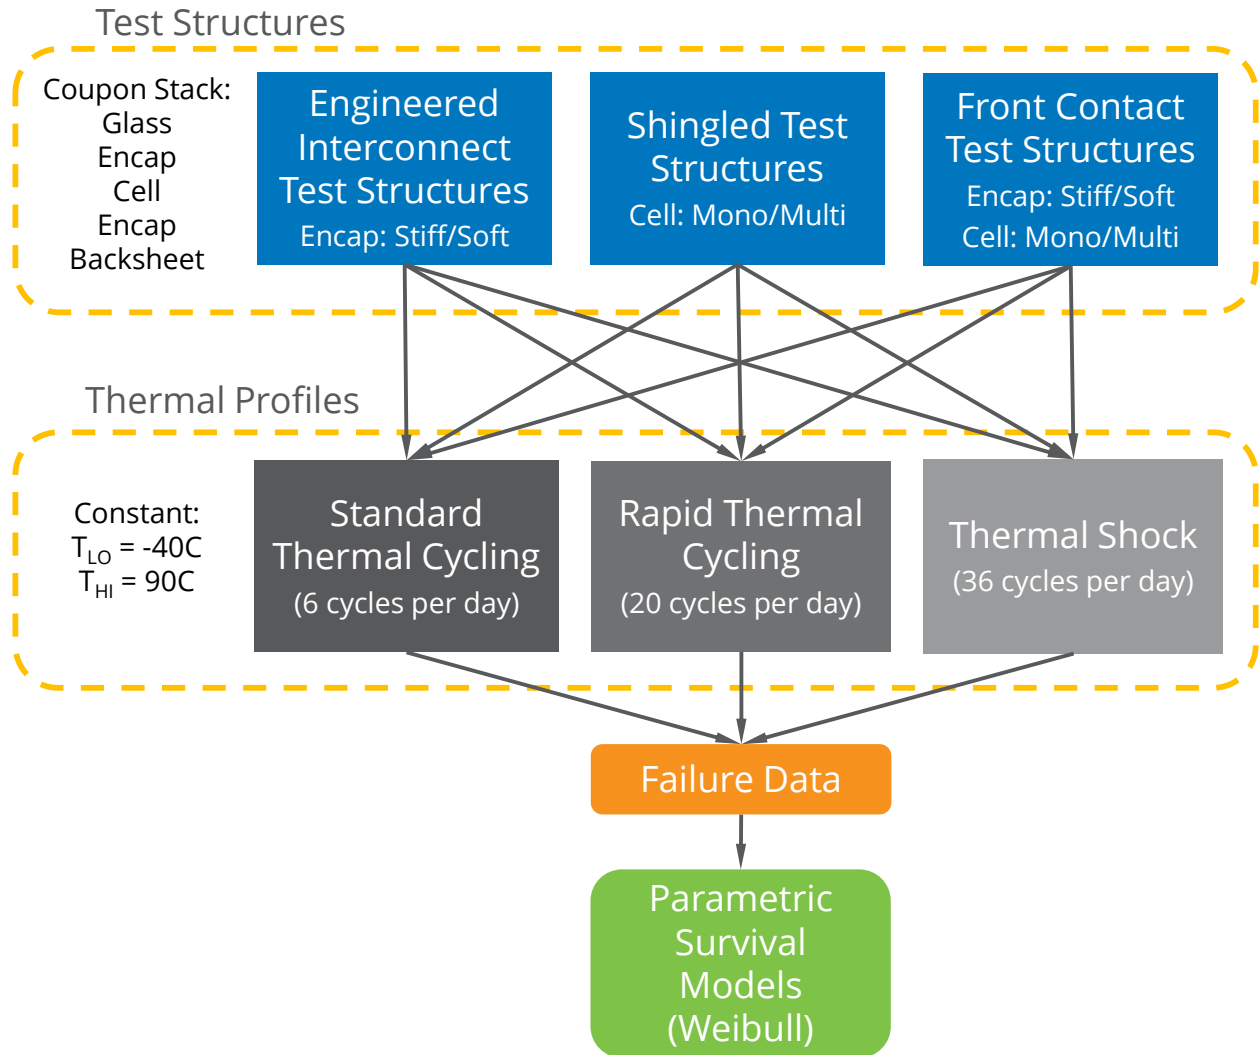 Test Structures
Coupon Stack:
Glass
Encap
Cell
Encap
Backsheet
Engineered
Interconnect
Test Structures
Encap: Stiff/Soft
Shingled Test
Structures
Cell: Mono/Multi
Front Contact
Test Structures
Encap: Stiff/Soft
Cell: Mono/Multi
Thermal Profiles
Constant:
T_LO = -40C
T_HI = 90C
Standard
Thermal Cycling
(6 cycles per day)
Rapid Thermal
Cycling
(20 cycles per day)
Thermal Shock
(36 cycles per day)
Failure Data
Parametric
Survival
Models
(Weibull)